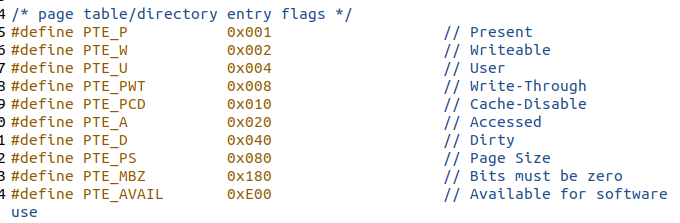 4 /* page table/directory entry flags */
5 #define PTE_P 0x001 // Present
6 #define PTE_W 0x002 // Writeable
7 #define PTE_U 0x004 // User
8 #define PTE_PWT 0x008 // Write-Through
9 #define PTE_PCD 0x010 // Cache-Disable
0 #define PTE_A 0x020 // Accessed
1 #define PTE_D 0x040 // Dirty
2 #define PTE_PS 0x080 // Page Size
3 #define PTE_MBZ 0x180 // Bits must be zero
4 #define PTE_AVAIL 0xE00 // Available for software
use